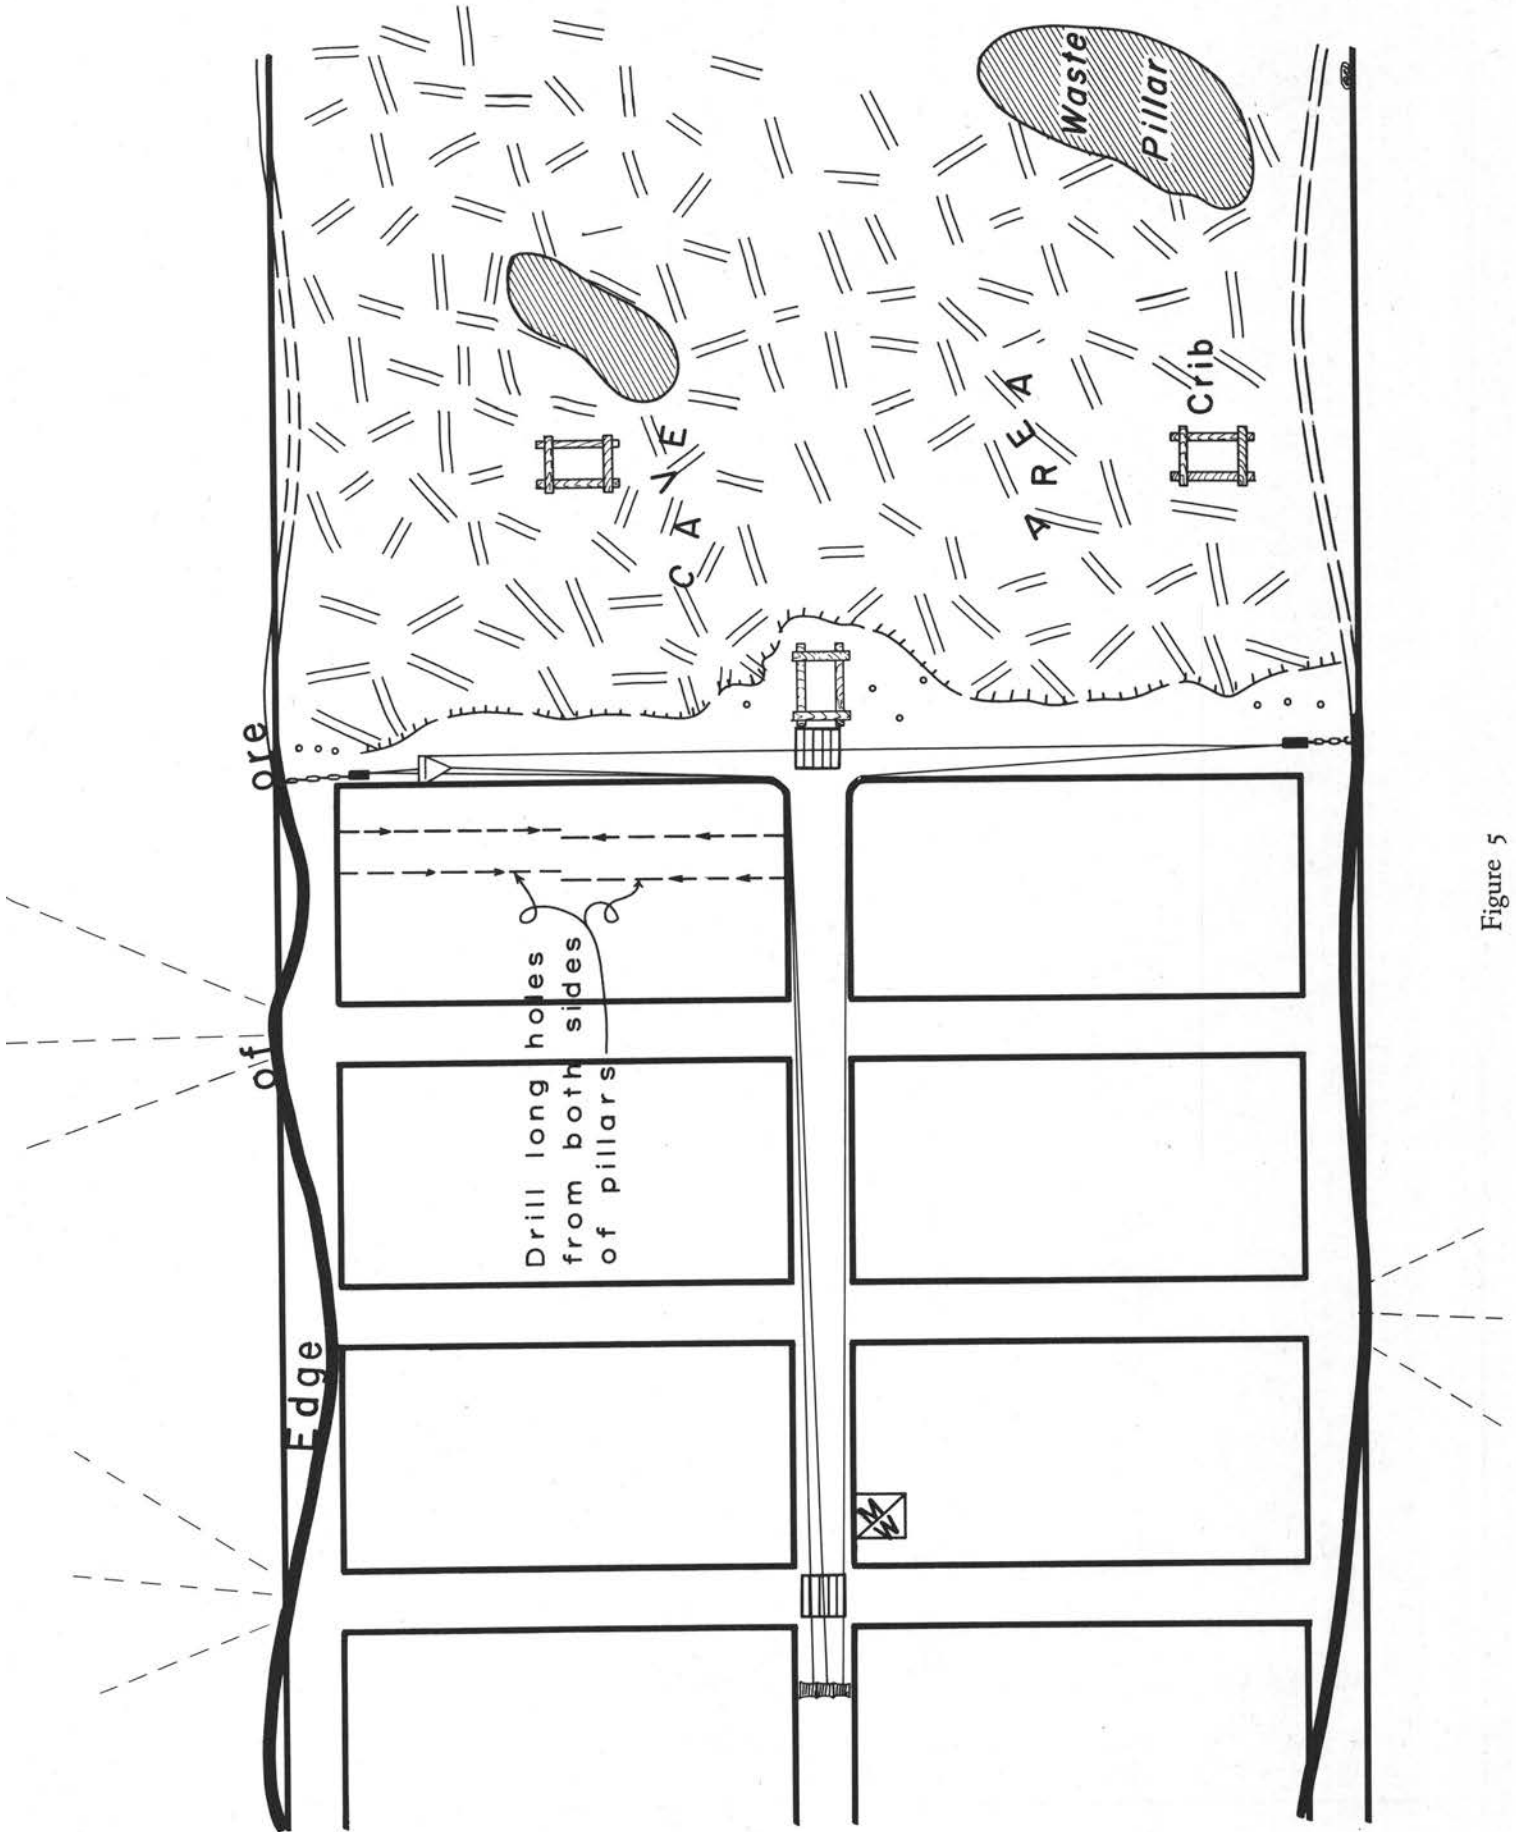 Edge of ore
Drill long holes
from both sides
of pillars
CAVE
AREA
Crib
Waste
Pillar
MW
Figure 5